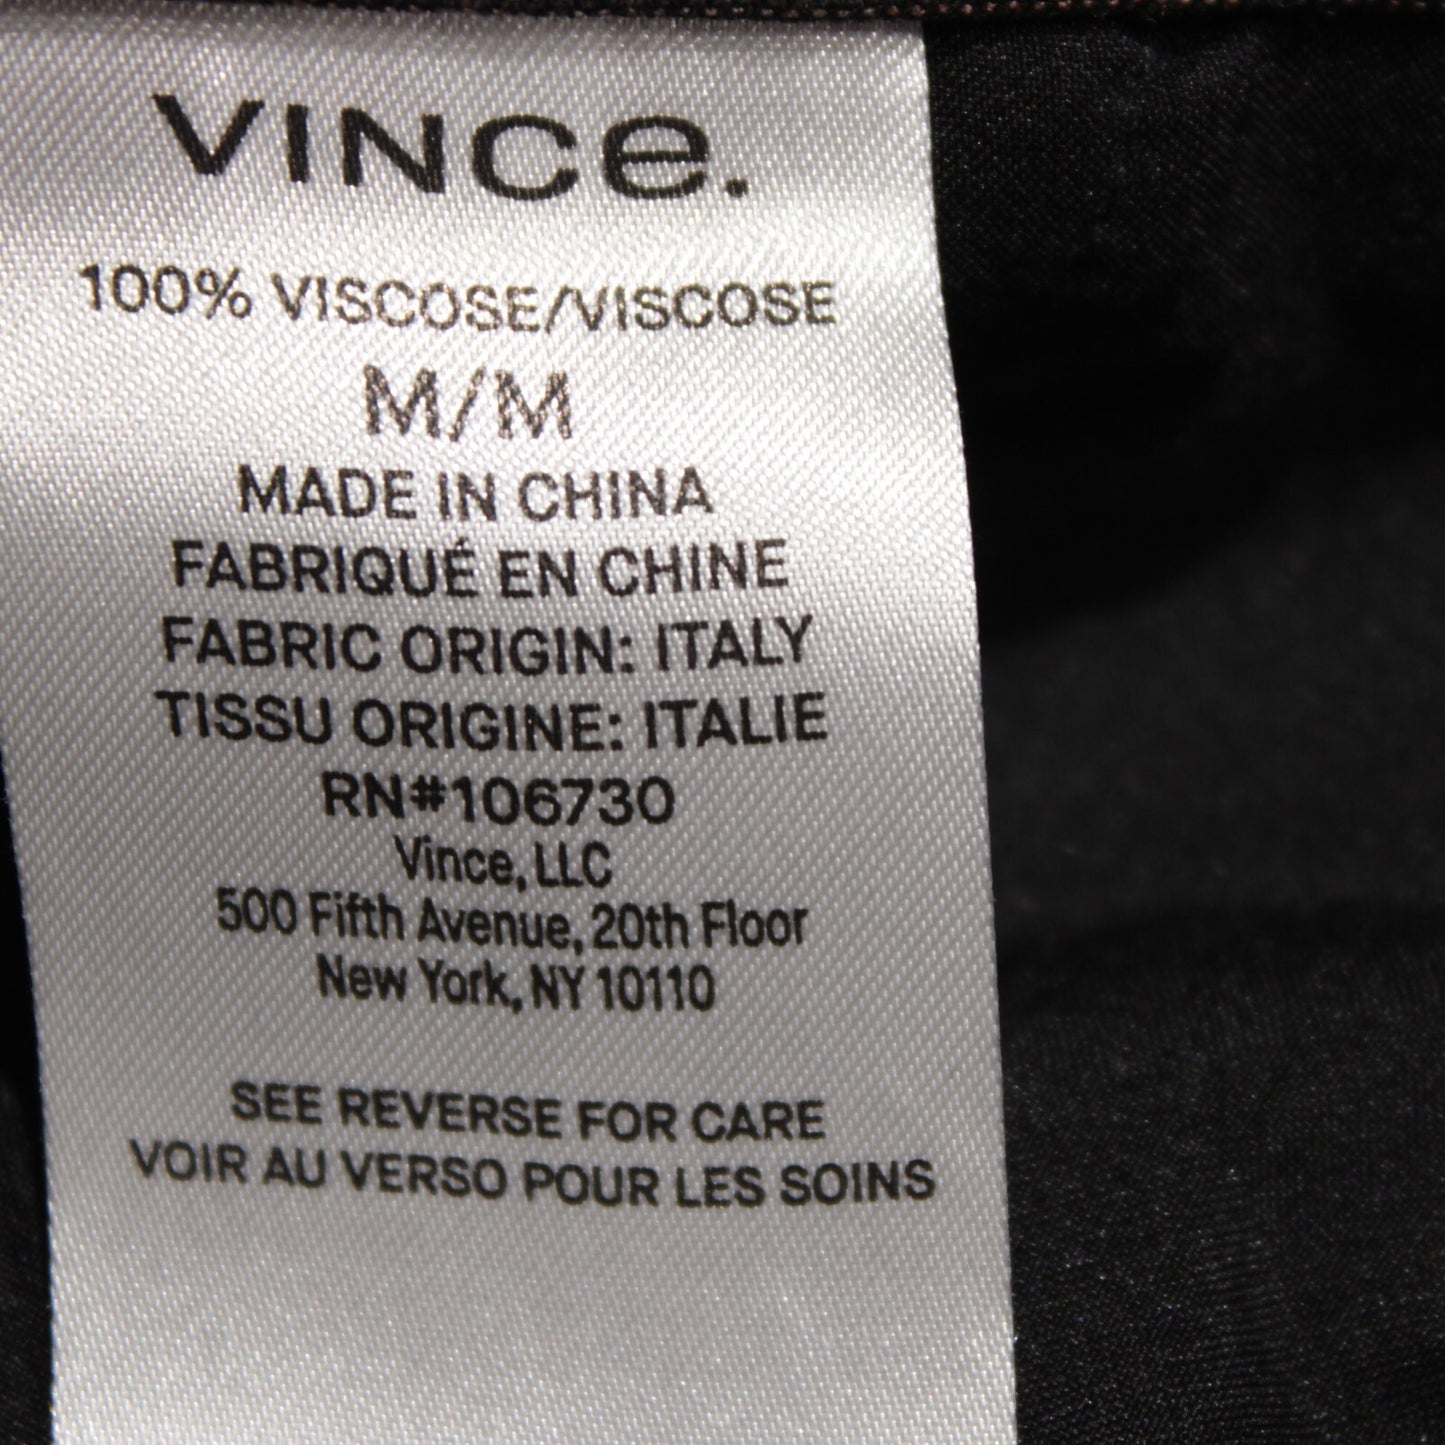 VINCe.
100% VISCOSE/VISCOSE
M/M
MADE IN CHINA
FABRIQUÉ EN CHINE
FABRIC ORIGIN: ITALY
TISSU ORIGINE: ITALIE
RN#106730
Vince, LLC
500 Fifth Avenue, 20th Floor
New York, NY 10110
SEE REVERSE FOR CARE
VOIR AU VERSO POUR LES SOINS